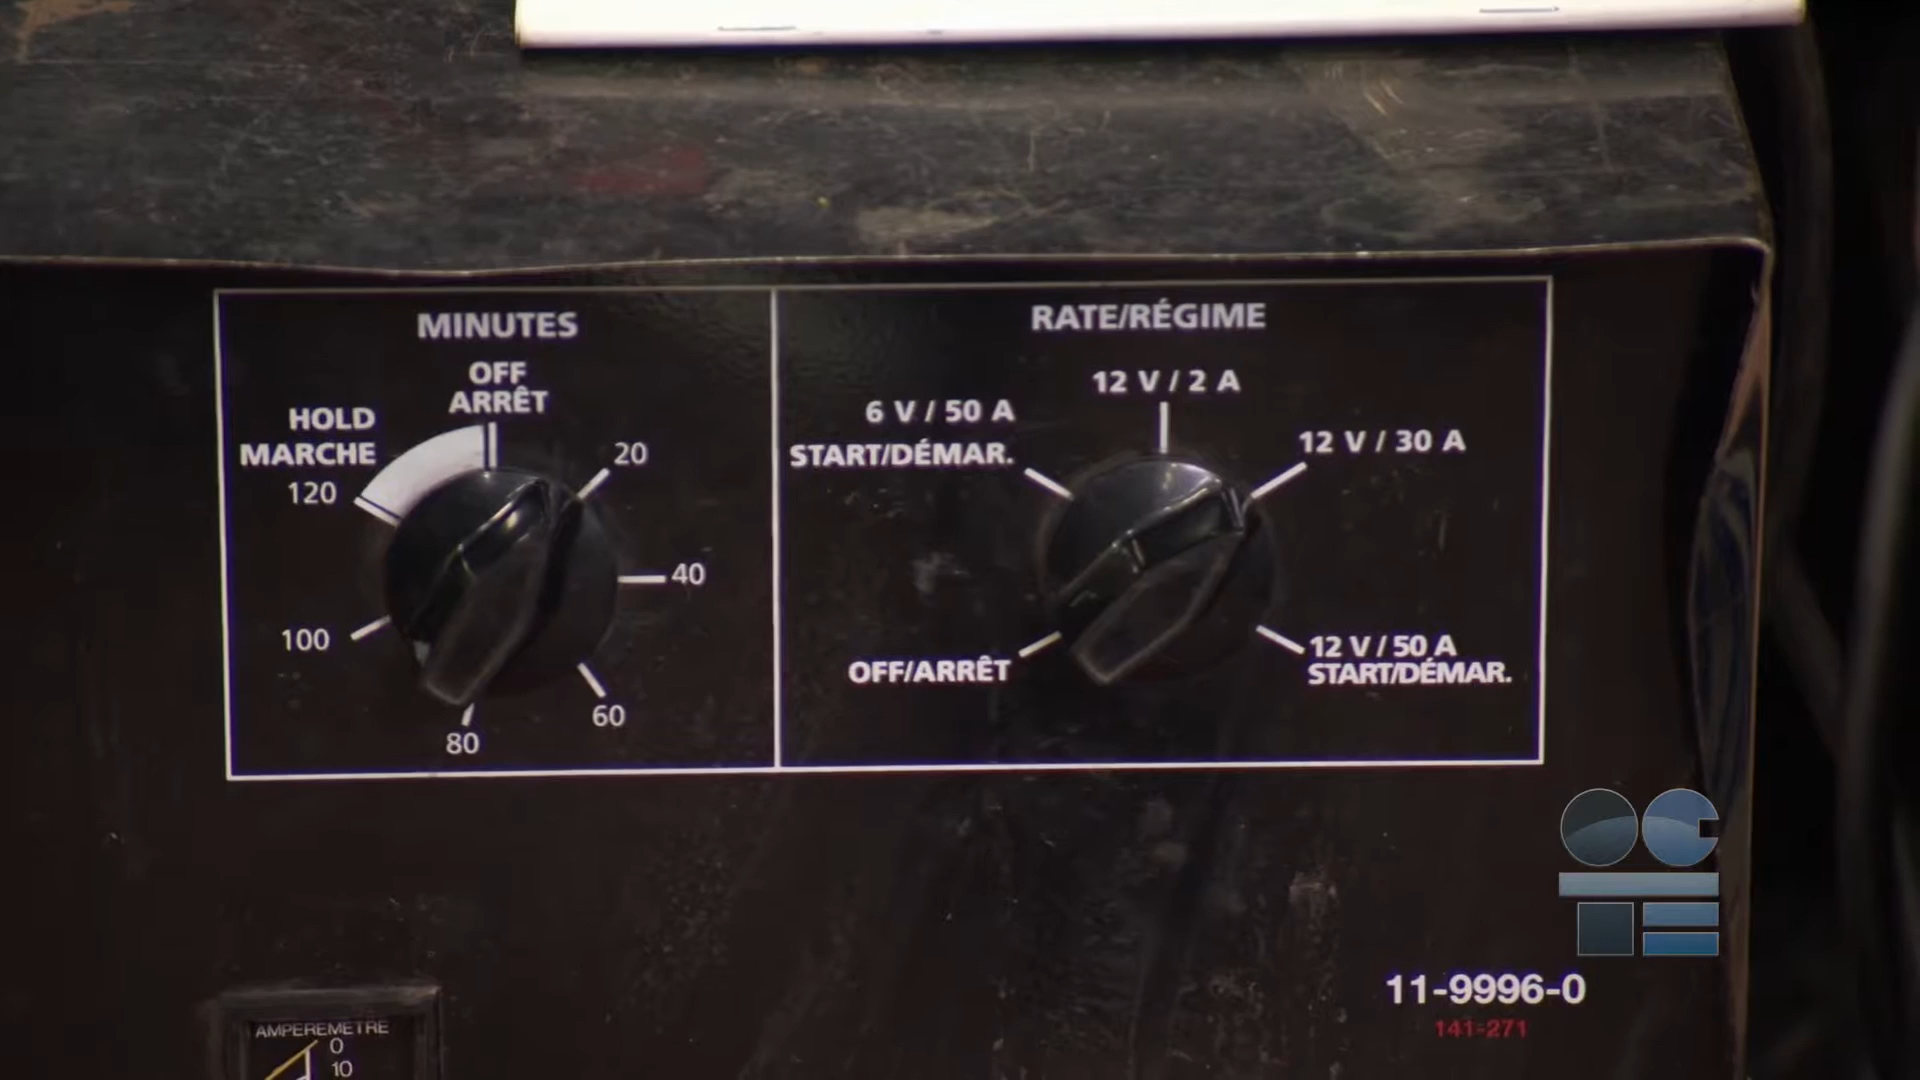 MINUTES
OFF
ARRÊT
HOLD
MARCHE
120
20
40
100
60
80
RATE/RÉGIME
12 V / 2 A
6 V / 50 A
START/DÉMAR.
12 V / 30 A
OFF/ARRÊT
12 V / 50 A
START/DÉMAR.
11-9996-0
141-271
AMPEREMETRE
0
10